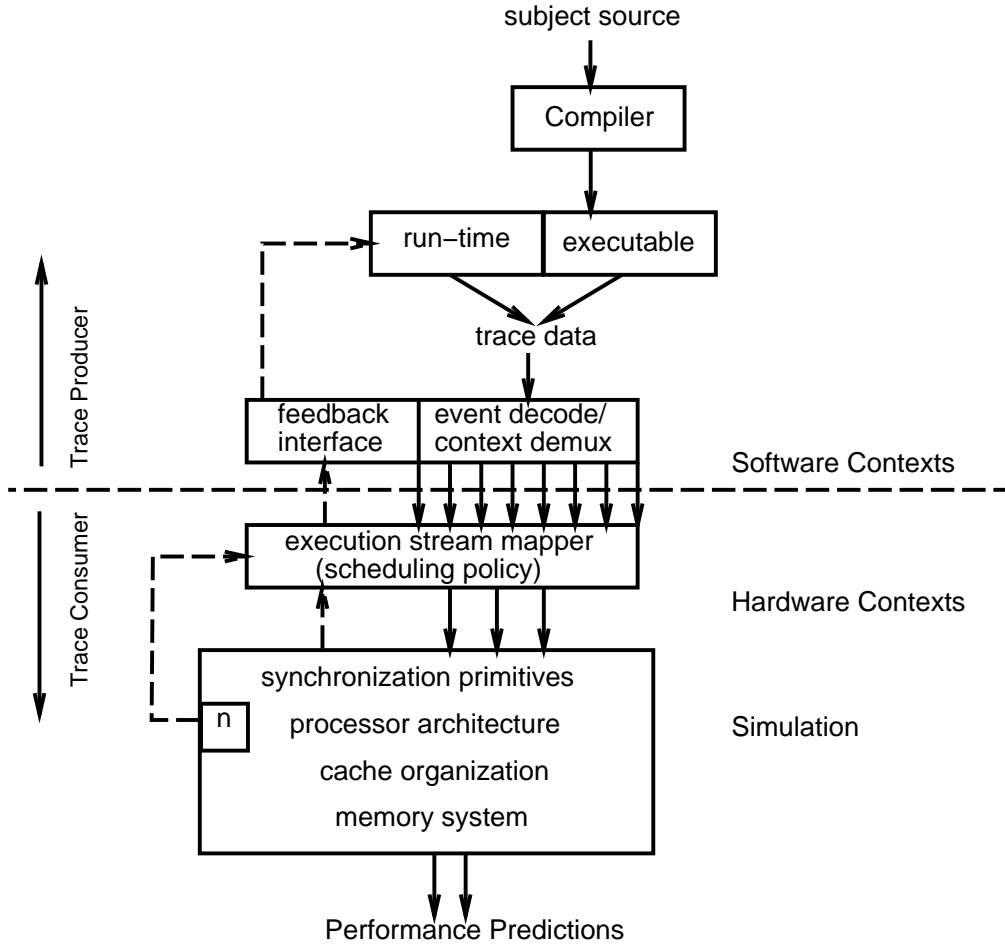 subject source
Compiler
run−time
executable
trace data
feedback
interface
event decode/
context demux
Trace Producer
Software Contexts
execution stream mapper
(scheduling policy)
Trace Consumer
Hardware Contexts
synchronization primitives
n
processor architecture
cache organization
memory system
Simulation
Performance Predictions